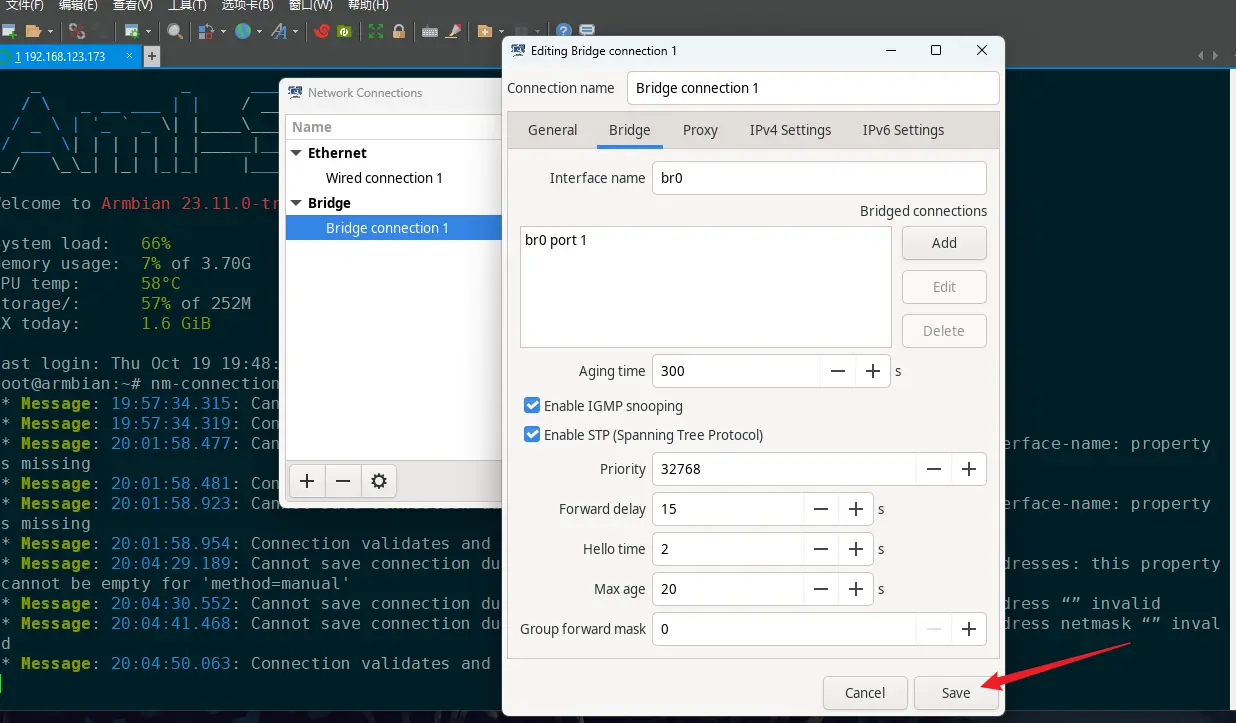 文件(F) 编辑(E) 查看(V) 工具(T) 选项卡(B) 窗口(W) 帮助(H)
1 192.168.123.173 × +
elcome to Armbian 23.11.0-tr
ystem load: 66%
emory usage: 7% of 3.70G
PU temp: 58°C
torage/: 57% of 252M
X today: 1.6 GiB
ast login: Thu Oct 19 19:48:
oot@armbian:~# nm-connection
* Message: 19:57:34.315: Can
* Message: 19:57:34.319: Con
* Message: 20:01:58.477: Can
erface-name: property
s missing
* Message: 20:01:58.481: Con
* Message: 20:01:58.923: Can
erface-name: property
s missing
* Message: 20:01:58.954: Connection validates and
* Message: 20:04:29.189: Cannot save connection du
dresses: this property
cannot be empty for 'method=manual'
* Message: 20:04:30.552: Cannot save connection du
dress “” invalid
* Message: 20:04:41.468: Cannot save connection du
dress netmask “” inval
d
* Message: 20:04:50.063: Connection validates and
Network Connections
Name
Ethernet
Wired connection 1
Bridge
Bridge connection 1
Editing Bridge connection 1
Connection name Bridge connection 1
General Bridge Proxy IPv4 Settings IPv6 Settings
Interface name br0
Bridged connections
br0 port 1
Add
Edit
Delete
Aging time 300 s
Enable IGMP snooping
Enable STP (Spanning Tree Protocol)
Priority 32768
Forward delay 15 s
Hello time 2 s
Max age 20 s
Group forward mask 0
Cancel Save